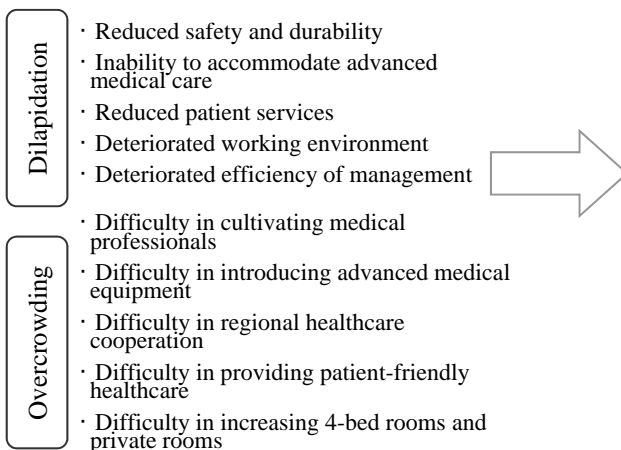 Dilapidation
· Reduced safety and durability
· Inability to accommodate advanced
medical care
· Reduced patient services
· Deteriorated working environment
· Deteriorated efficiency of management
Overcrowding
· Difficulty in cultivating medical
professionals
· Difficulty in introducing advanced medical
equipment
· Difficulty in regional healthcare
cooperation
· Difficulty in providing patient-friendly
healthcare
· Difficulty in increasing 4-bed rooms and
private rooms